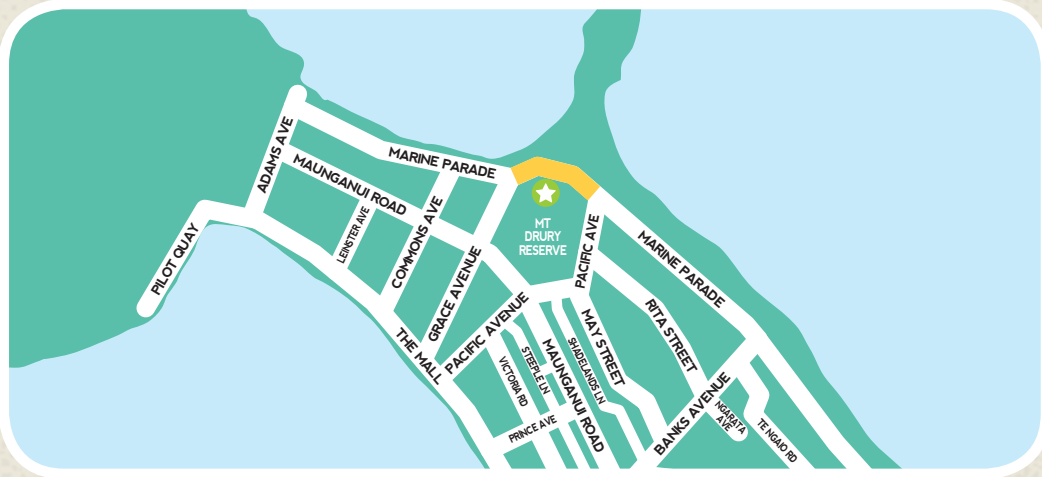 MARINE PARADE
ADAMS AVE
MAUNGANUI ROAD
LEINSTER AVE
COMMONS AVE
PILOT QUAY
MT
DRURY
RESERVE
PACIFIC AVE
MARINE PARADE
GRACE AVENUE
THE MALL
PACIFIC AVENUE
VICTORIA RD
STEEPLE LN
MAUNGANUI ROAD
SHADELANDS LN
MAY STREET
RITA STREET
PRINCE AVE
BANKS AVENUE
NGARATA
AVE
TE NGAIO RD